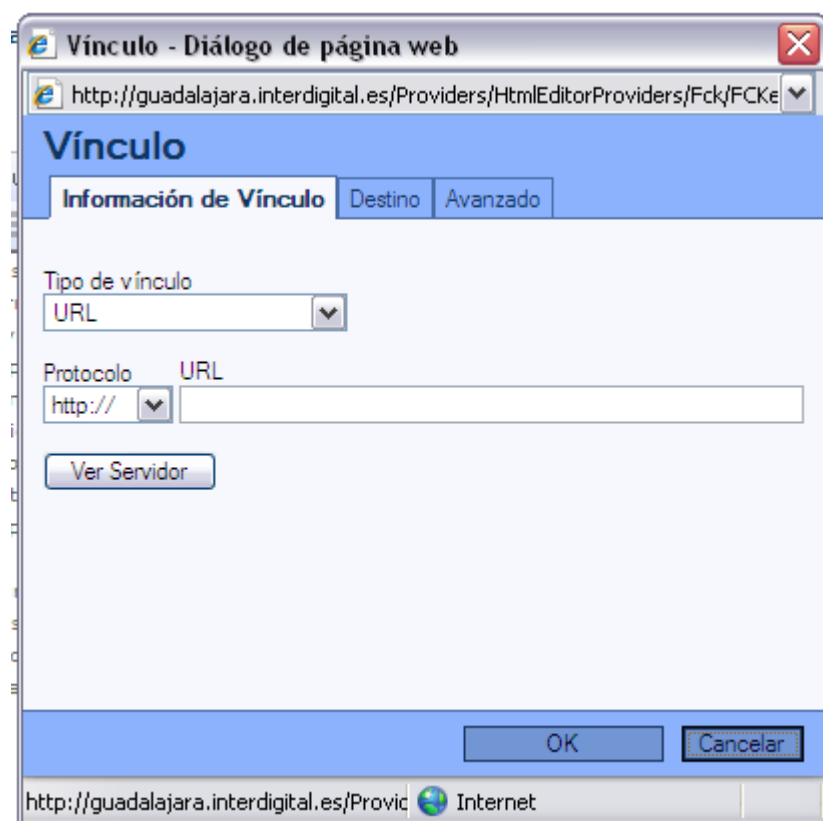 Vínculo - Diálogo de página web
http://guadalajara.interdigital.es/Providers/HtmlEditorProviders/Fck/FCKe
Vínculo
Información de Vínculo Destino Avanzado
Tipo de vínculo
URL
Protocolo URL
http://
Ver Servidor
OK Cancelar
http://guadalajara.interdigital.es/Provic Internet